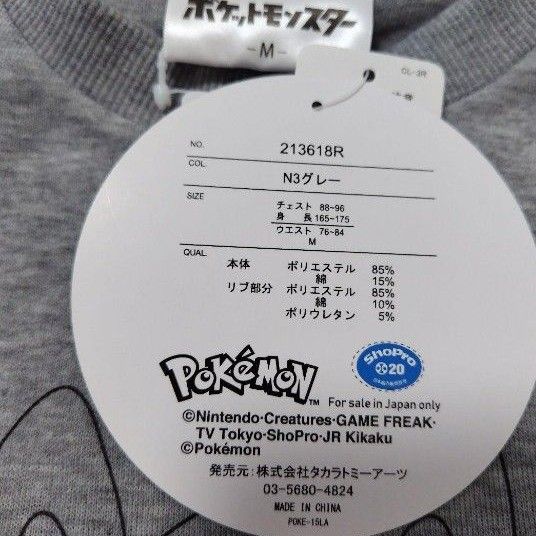 ポケットモンスター
-M-
CL-3R
NO. 213618R
COL. N3グレー
SIZE チェスト 88-96
身 長 165-175
ウエスト 76-84
M
QUAL. 本体 ポリエステル 85%
綿 15%
リブ部分 ポリエステル 85%
綿 10%
ポリウレタン 5%
POKéMON™
ShoPro
20
For sale in Japan only
©Nintendo·Creatures·GAME FREAK·
TV Tokyo·ShoPro·JR Kikaku
©Pokémon
発売元：株式会社タカラトミーアーツ
03-5680-4824
MADE IN CHINA
POKE-15LA